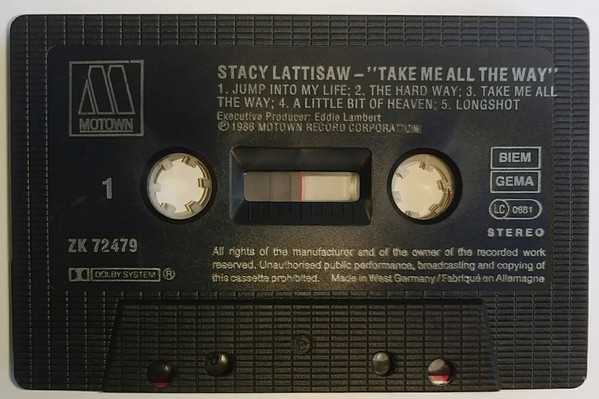 STACY LATTISAW – "TAKE ME ALL THE WAY"
1. JUMP INTO MY LIFE; 2. THE HARD WAY; 3. TAKE ME ALL
THE WAY; 4. A LITTLE BIT OF HEAVEN; 5. LONGSHOT
Executive Producer: Eddie Lambert
℗ 1986 MOTOWN RECORD CORPORATION
MOTOWN
1
BIEM
GEMA
LC 0881
STEREO
ZK 72479
DOLBY SYSTEM ®
All rights of the manufacturer and of the owner of the recorded work
reserved. Unauthorised public performance, broadcasting and copying of
this cassette prohibited. Made in West Germany/Fabriqué en Allemagne